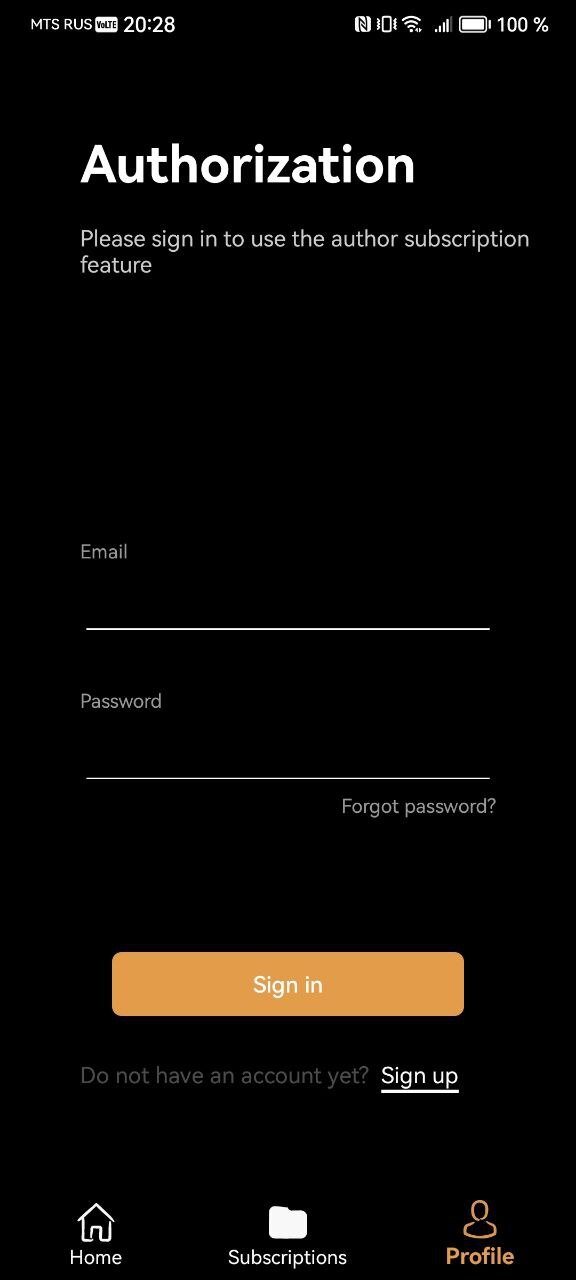 MTS RUS VoLTE 20:28 100 %
Authorization
Please sign in to use the author subscription
feature
Email
Password
Forgot password?
Sign in
Do not have an account yet? Sign up
Home Subscriptions Profile